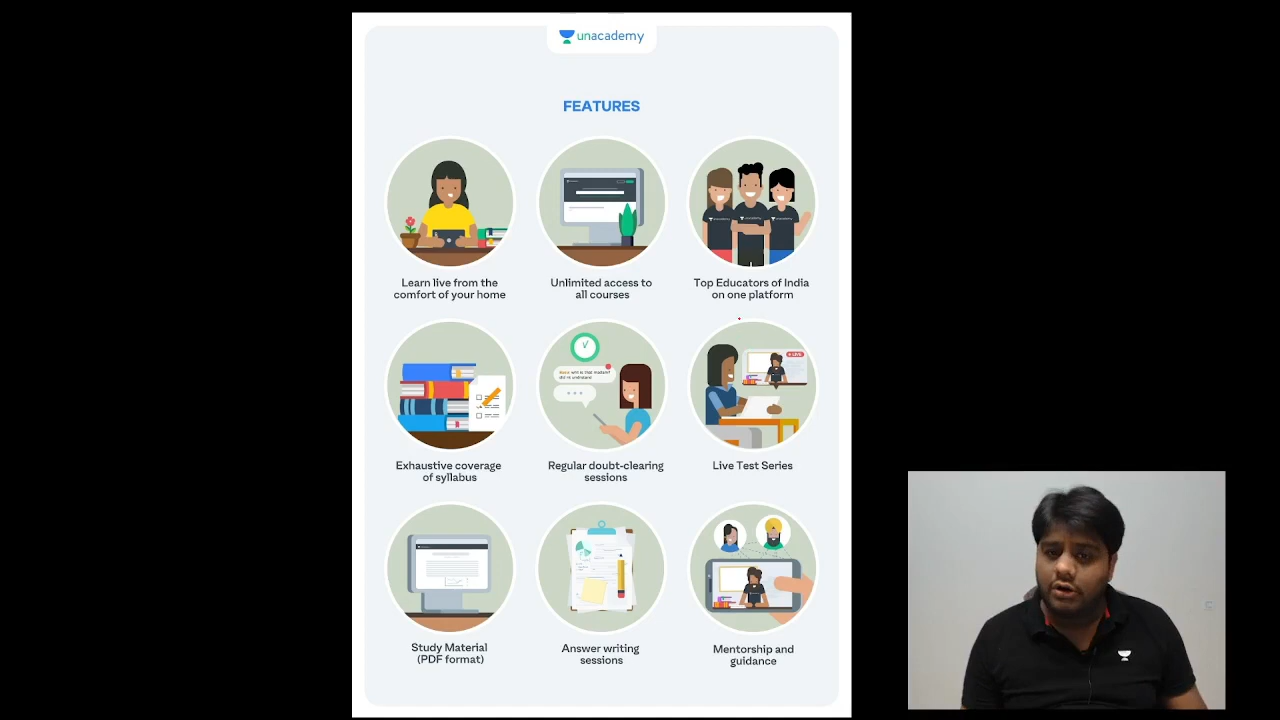 unacademy
FEATURES
Learn live from the
comfort of your home
Unlimited access to
all courses
Top Educators of India
on one platform
Exhaustive coverage
of syllabus
Regular doubt-clearing
sessions
LIVE
Live Test Series
Study Material
(PDF format)
Answer writing
sessions
Mentorship and
guidance